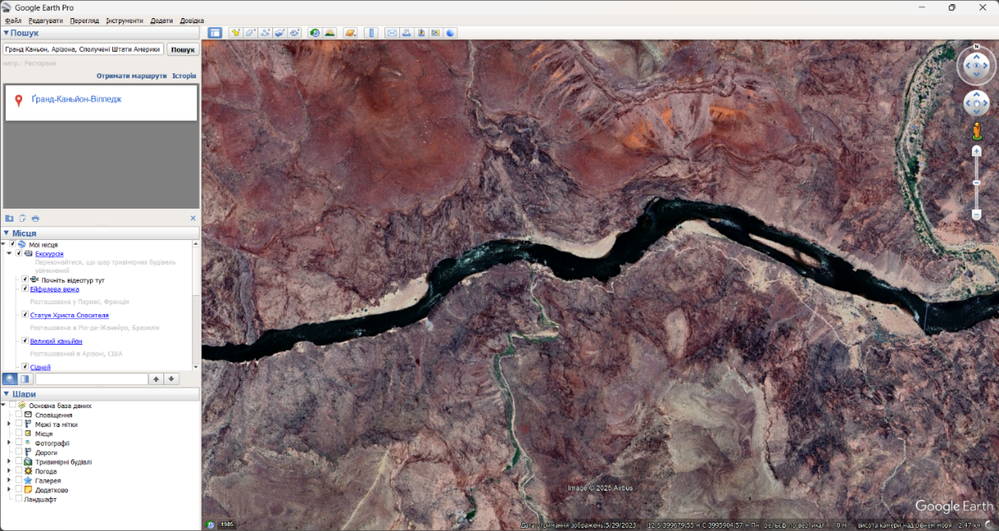 Google Earth Pro
Файл Редагувати Перегляд Інструменти Додати Довідка
Пошук
Гранд Каньон, Арізона, Сполучені Штати Америки Пошук
напр.: Ресторани
Отримати маршрути Історія
Ґранд-Каньйон-Вілледж
Місця
Мої місця
Екскурсія
Переконайтеся, що шар тривимірних будівель
увімкнений
Почніть відеотур тут
Ейфелева вежа
Розташована у Парижі, Франція
Статуя Христа Спасителя
Розташована в Ріо-де-Жанейро, Бразилія
Великий каньйон
Розташований в Арізоні, США
Сідней
Шари
Основна база даних
Сповіщення
Межі та мітки
Місця
Фотографії
Дороги
Тривимірні будівлі
Погода
Галерея
Додатково
Ландшафт
N
Image © 2025 Airbus
Google Earth
1985
Дата отримання зображень:5/29/2023 12 S 399679.55 м С 3995904.57 м Пн рельєф по вертикалі 0 м висота камери над рівнем моря 2.47 км